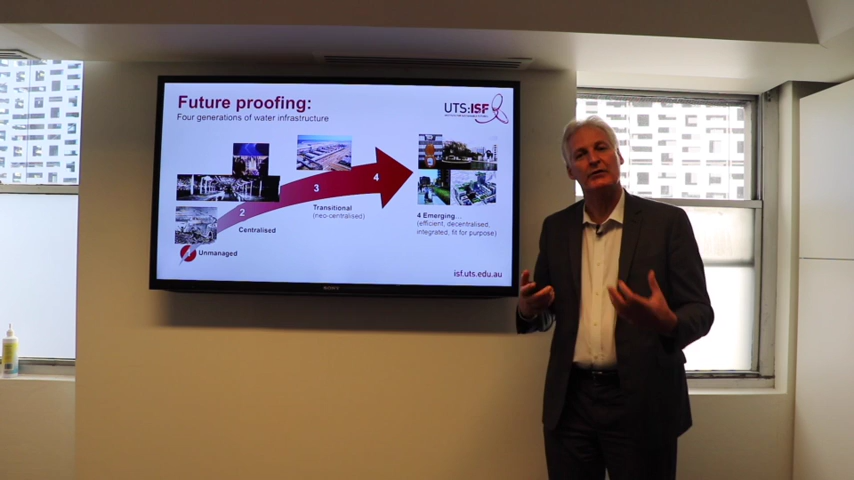 Future proofing:
Four generations of water infrastructure
UTS:ISF
4
3
2
Transitional
(neo-centralised)
4 Emerging...
(efficient, decentralised,
integrated, fit for purpose)
Centralised
Unmanaged
isf.uts.edu.au
SONY